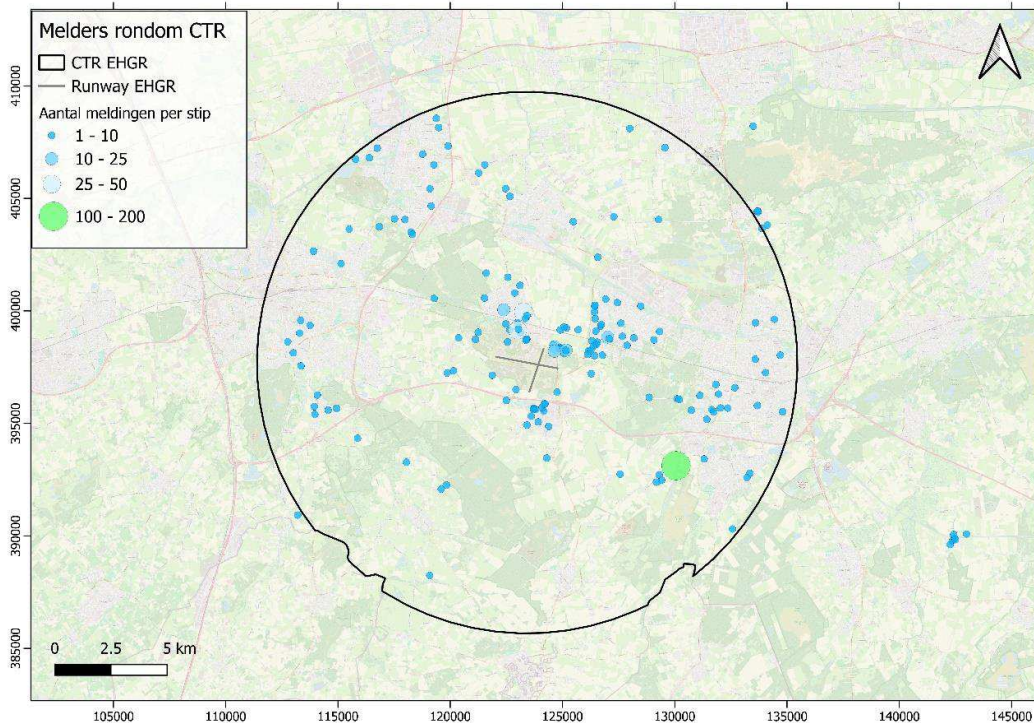 Melders rondom CTR
CTR EHGR
Runway EHGR
Aantal meldingen per stip
1 - 10
10 - 25
25 - 50
100 - 200
410000
405000
400000
395000
390000
385000
0 2.5 5 km
105000 110000 115000 120000 125000 130000 135000 140000 145000